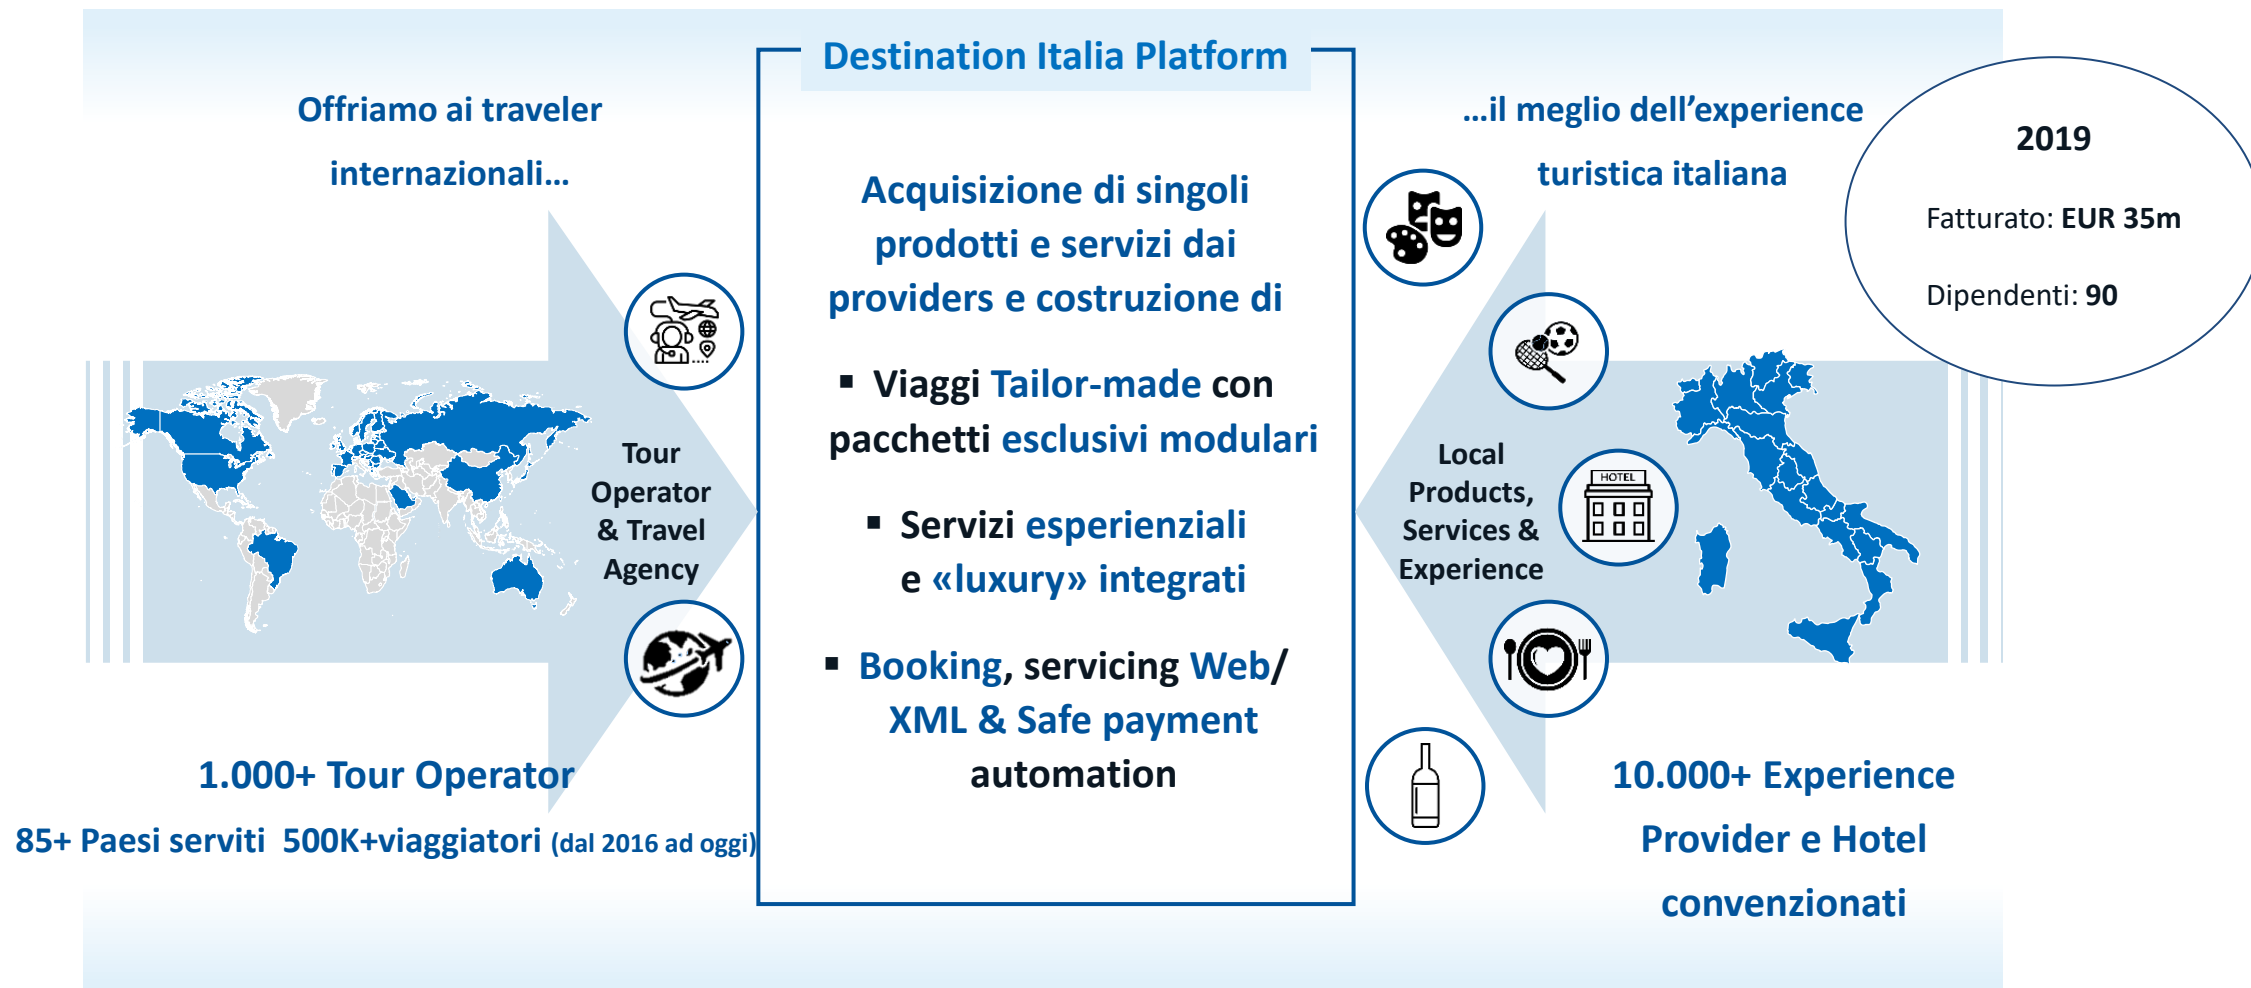 Destination Italia Platform
Offriamo ai traveler
internazionali...
Tour
Operator
& Travel
Agency
1.000+ Tour Operator
85+ Paesi serviti 500K+viaggiatori (dal 2016 ad oggi)
Acquisizione di singoli
prodotti e servizi dai
providers e costruzione di
▪ Viaggi Tailor-made con
pacchetti esclusivi modulari
▪ Servizi esperienziali
e «luxury» integrati
▪ Booking, servicing Web/
XML & Safe payment
automation
...il meglio dell’experience
turistica italiana
Local
Products,
Services &
Experience
HOTEL
10.000+ Experience
Provider e Hotel
convenzionati
2019
Fatturato: EUR 35m
Dipendenti: 90